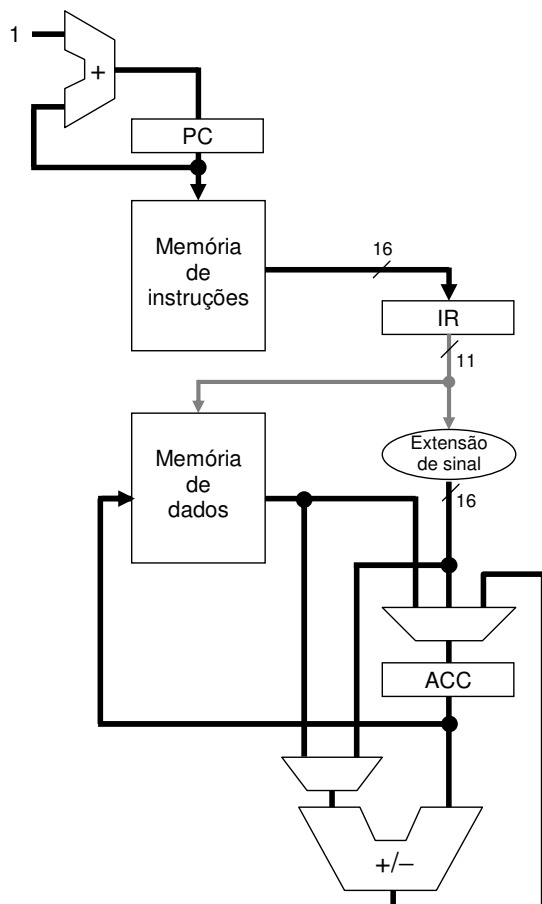 1
+
PC
Memória
de
instruções
16
IR
11
Memória
de
dados
Extensão
de sinal
16
ACC
+/−